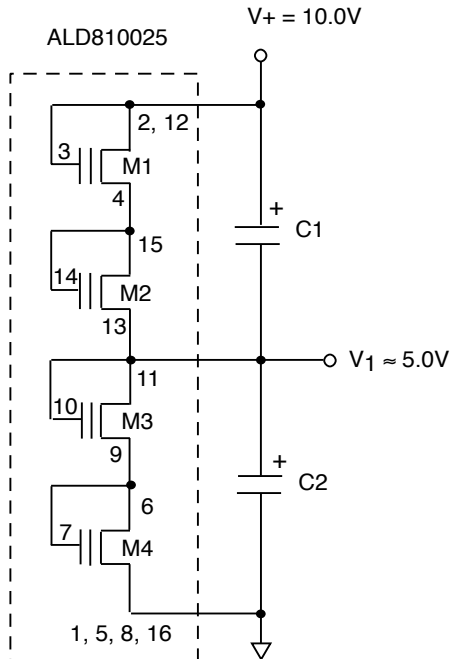 V+ = 10.0V
ALD810025
2, 12
3
M1
4
+
C1
15
14
M2
13
V1 ≈ 5.0V
11
10
M3
9
+
C2
6
7
M4
1, 5, 8, 16